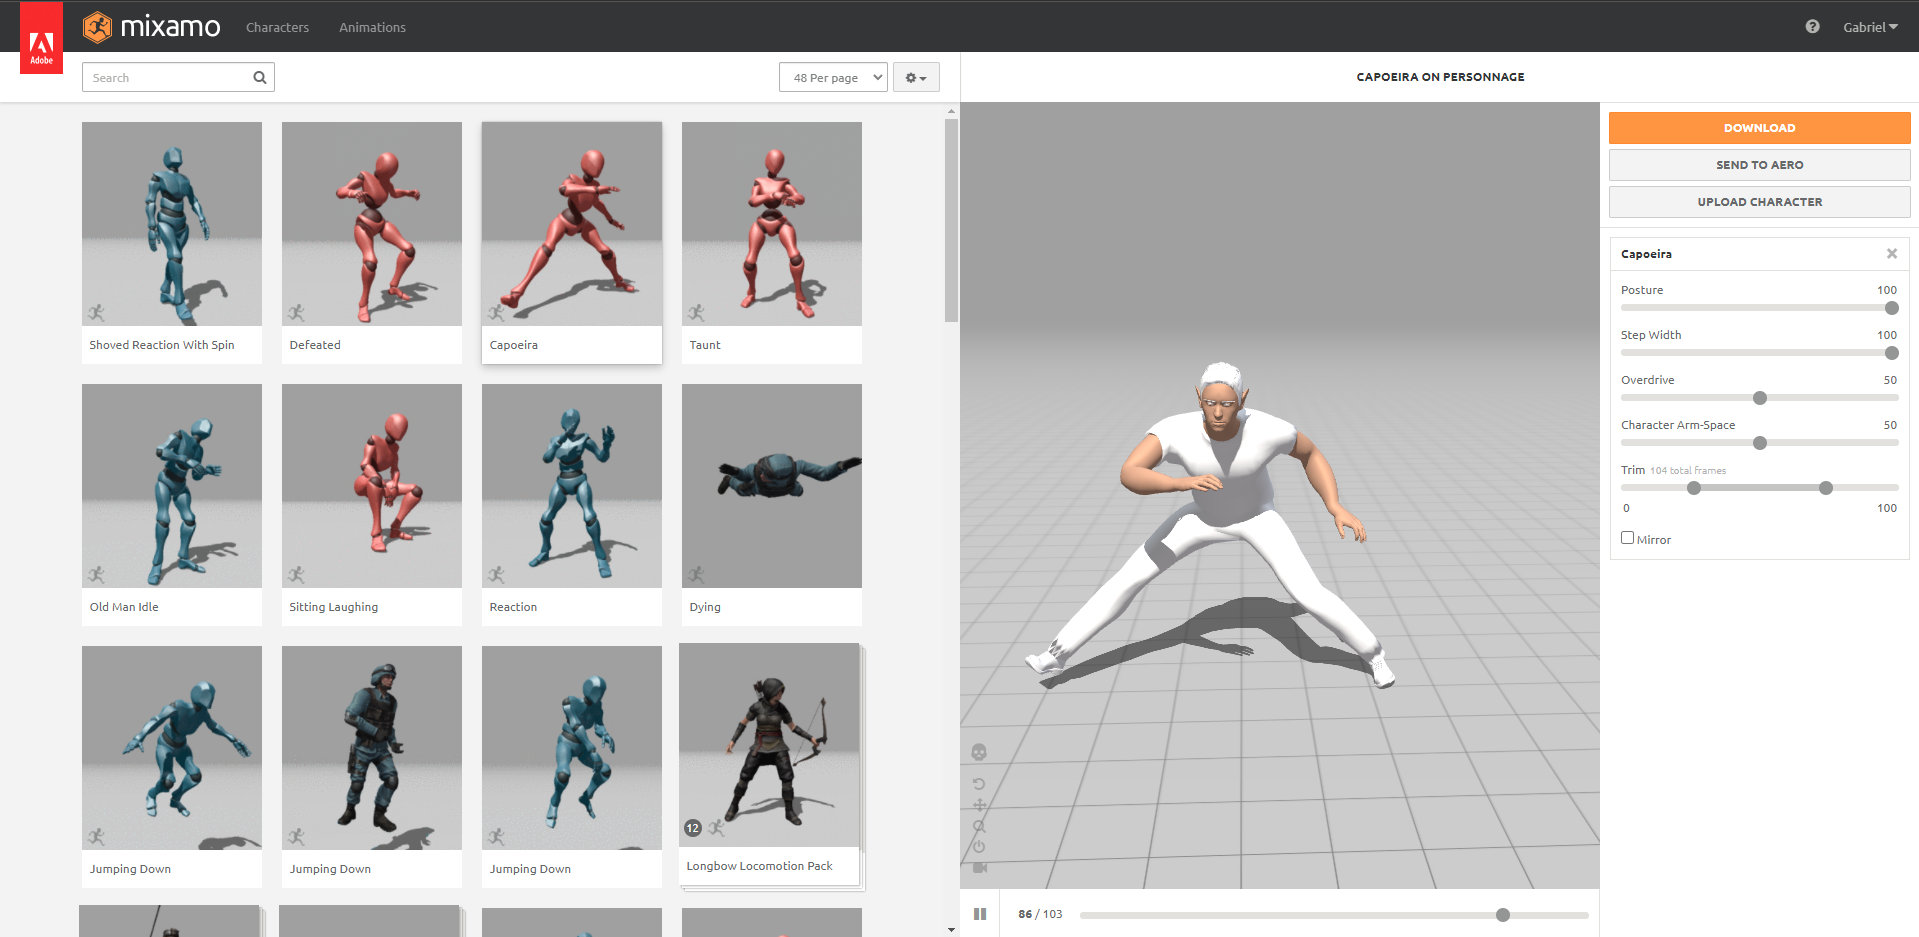 Adobe
mixamo
Characters
Animations
Gabriel
Search
48 Per page
CAPOEIRA ON PERSONNAGE
Shoved Reaction With Spin
Defeated
Capoeira
Taunt
Old Man Idle
Sitting Laughing
Reaction
Dying
12
Jumping Down
Jumping Down
Jumping Down
Longbow Locomotion Pack
86 / 103
DOWNLOAD
SEND TO AERO
UPLOAD CHARACTER
Capoeira
Posture 100
Step Width 100
Overdrive 50
Character Arm-Space 50
Trim 104 total frames
0 100
Mirror